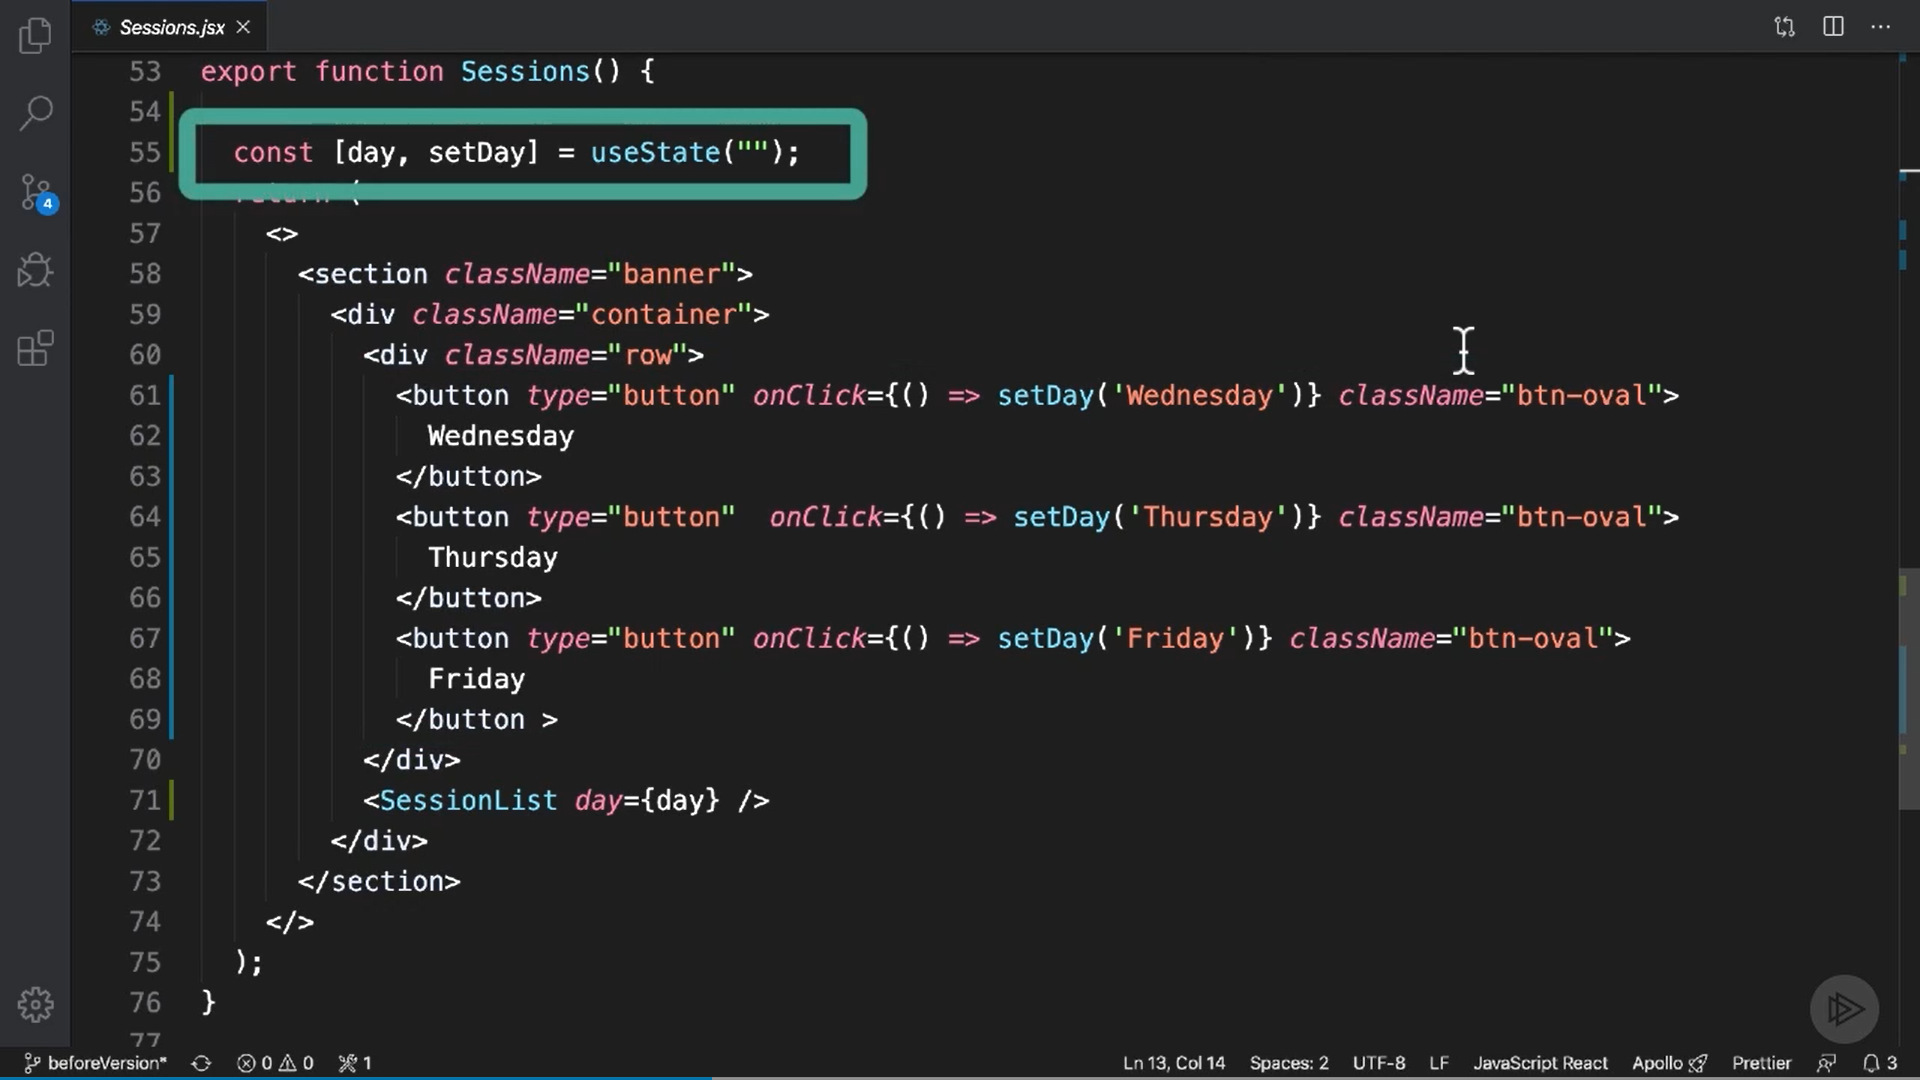 Sessions.jsx
53 export function Sessions() {
54
55 const [day, setDay] = useState("");
56 return (
57 <>
58 <section className="banner">
59 <div className="container">
60 <div className="row">
61 <button type="button" onClick={() => setDay('Wednesday')} className="btn-oval">
62 Wednesday
63 </button>
64 <button type="button"  onClick={() => setDay('Thursday')} className="btn-oval">
65 Thursday
66 </button>
67 <button type="button" onClick={() => setDay('Friday')} className="btn-oval">
68 Friday
69 </button >
70 </div>
71 <SessionList day={day} />
72 </div>
73 </section>
74 </>
75 );
76 }
77
4
beforeVersion* 0 0 1 Ln 13, Col 14 Spaces: 2 UTF-8 LF JavaScript React Apollo Prettier 3